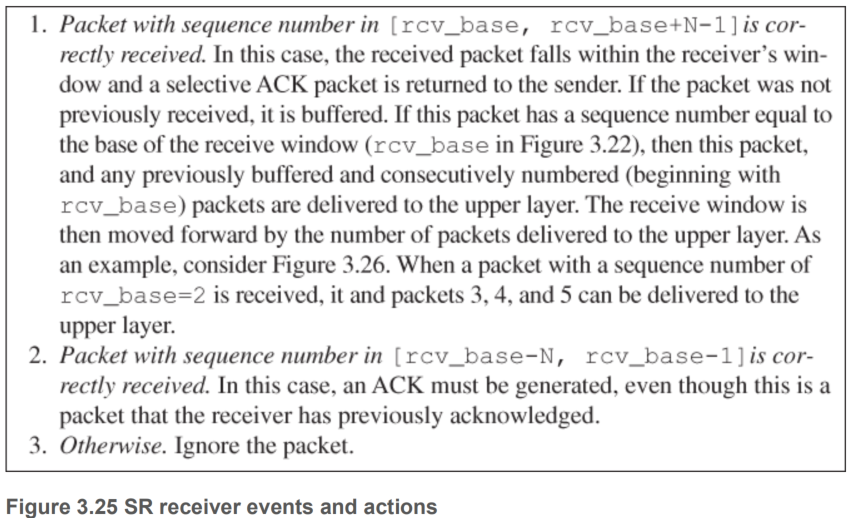 1. Packet with sequence number in [rcv_base, rcv_base+N-1] is cor-
rectly received. In this case, the received packet falls within the receiver's win-
dow and a selective ACK packet is returned to the sender. If the packet was not
previously received, it is buffered. If this packet has a sequence number equal to
the base of the receive window (rcv_base in Figure 3.22), then this packet,
and any previously buffered and consecutively numbered (beginning with
rcv_base) packets are delivered to the upper layer. The receive window is
then moved forward by the number of packets delivered to the upper layer. As
an example, consider Figure 3.26. When a packet with a sequence number of
rcv_base=2 is received, it and packets 3, 4, and 5 can be delivered to the
upper layer.
2. Packet with sequence number in [rcv_base-N, rcv_base-1] is cor-
rectly received. In this case, an ACK must be generated, even though this is a
packet that the receiver has previously acknowledged.
3. Otherwise. Ignore the packet.
Figure 3.25 SR receiver events and actions